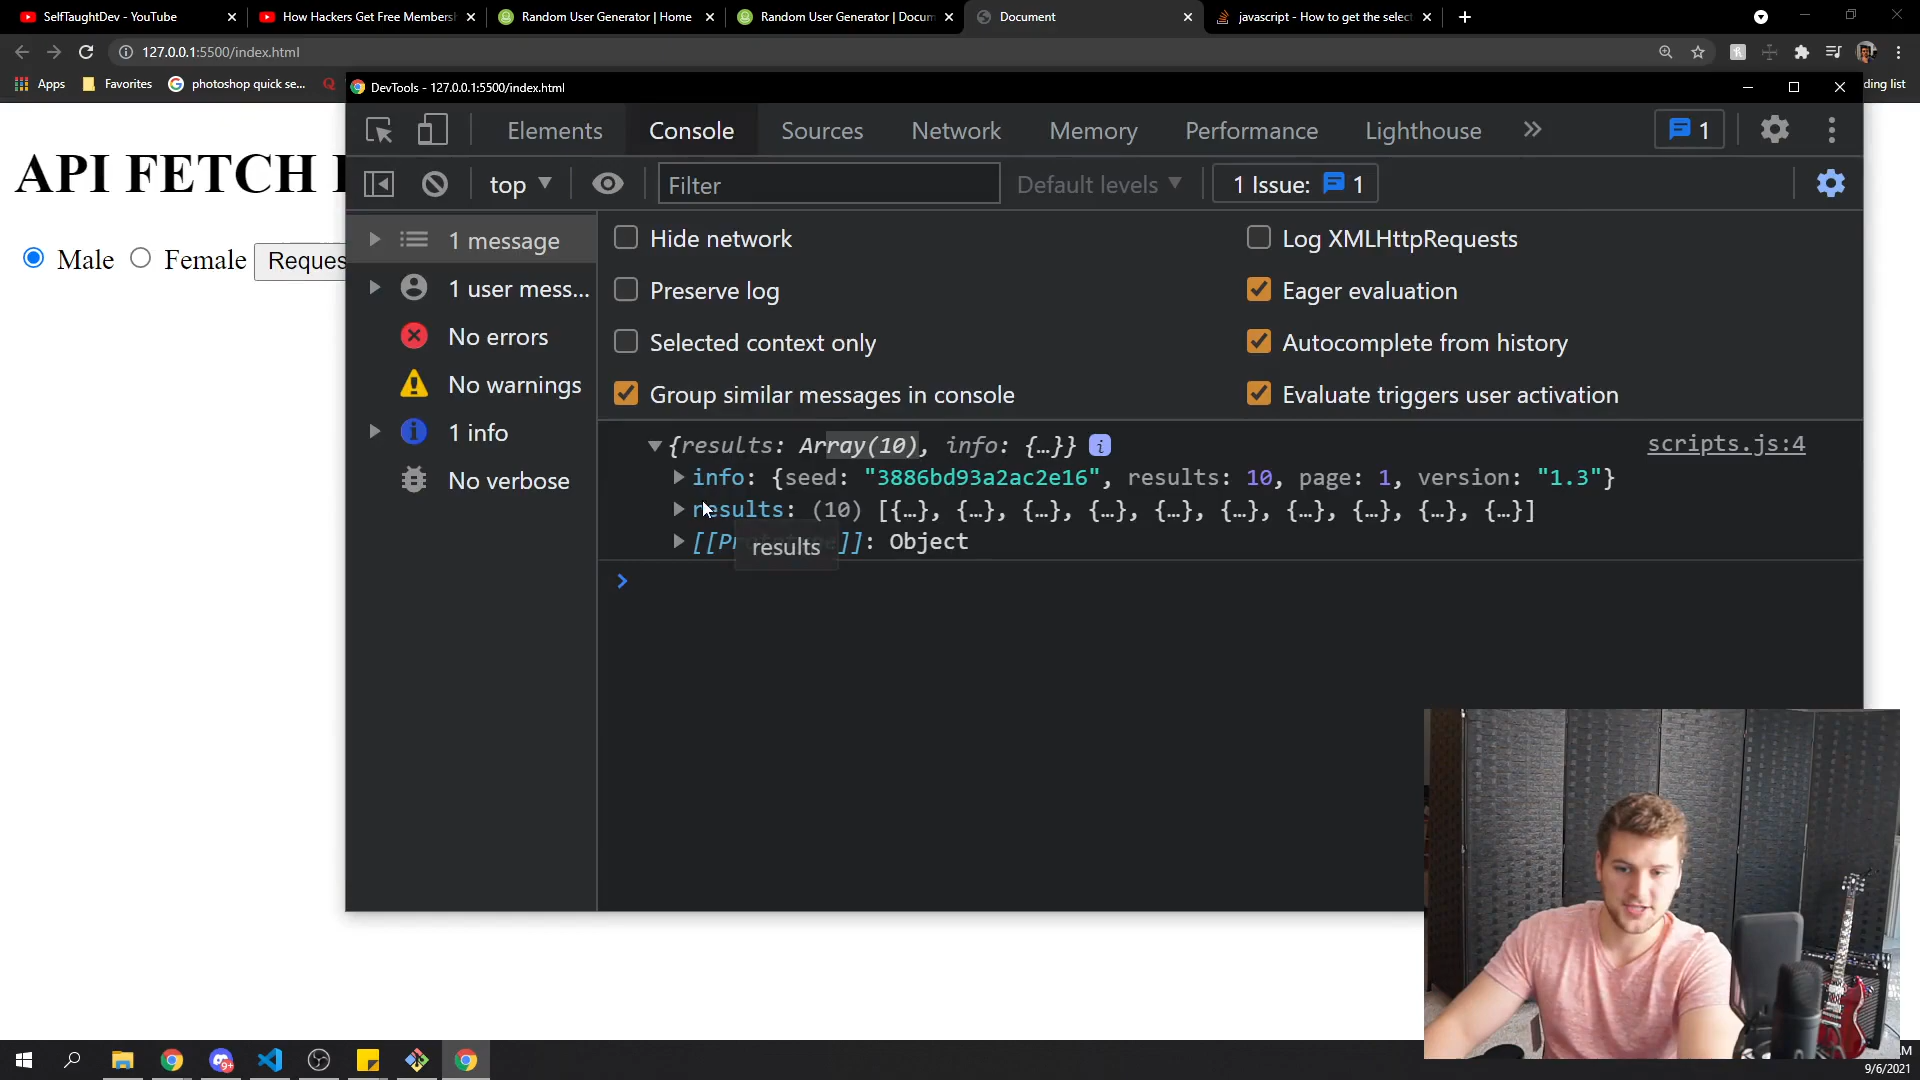 SelfTaughtDev - YouTube
How Hackers Get Free Membersh
Random User Generator | Home
Random User Generator | Docum
Document
javascript - How to get the select
127.0.0.1:5500/index.html
Apps
Favorites
photoshop quick se...
ding list
DevTools - 127.0.0.1:5500/index.html
Elements
Console
Sources
Network
Memory
Performance
Lighthouse
1
top
Filter
Default levels
1 Issue: 1
API FETCH
Male
Female
Reques
1 message
1 user mess...
No errors
No warnings
1 info
No verbose
Hide network
Log XMLHttpRequests
Preserve log
Eager evaluation
Selected context only
Autocomplete from history
Group similar messages in console
Evaluate triggers user activation
{results: Array(10), info: {…}} i
scripts.js:4
info: {seed: "3886bd93a2ac2e16", results: 10, page: 1, version: "1.3"}
results: (10) [{…}, {…}, {…}, {…}, {…}, {…}, {…}, {…}, {…}, {…}]
]]: Object
results
9+
9/6/2021